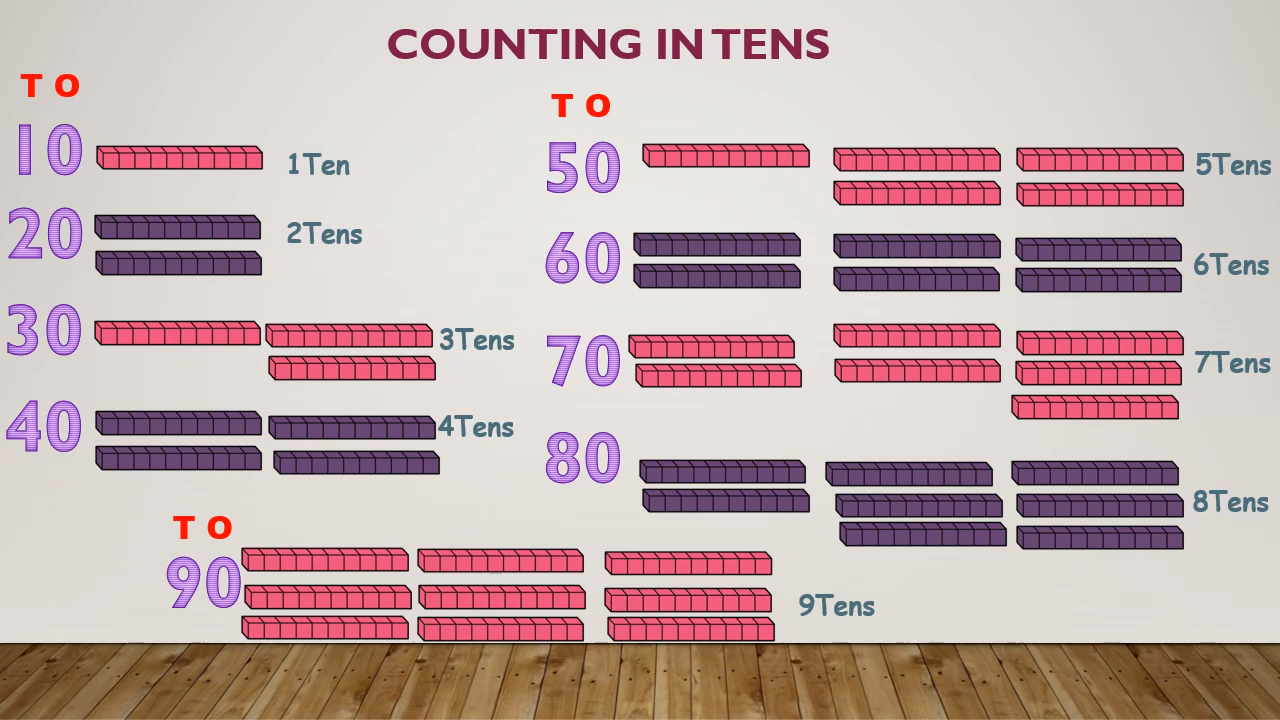 COUNTING IN TENS
T O
10 1Ten
20 2Tens
30 3Tens
40 4Tens
T O
50 5Tens
60 6Tens
70 7Tens
80 8Tens
T O
90 9Tens